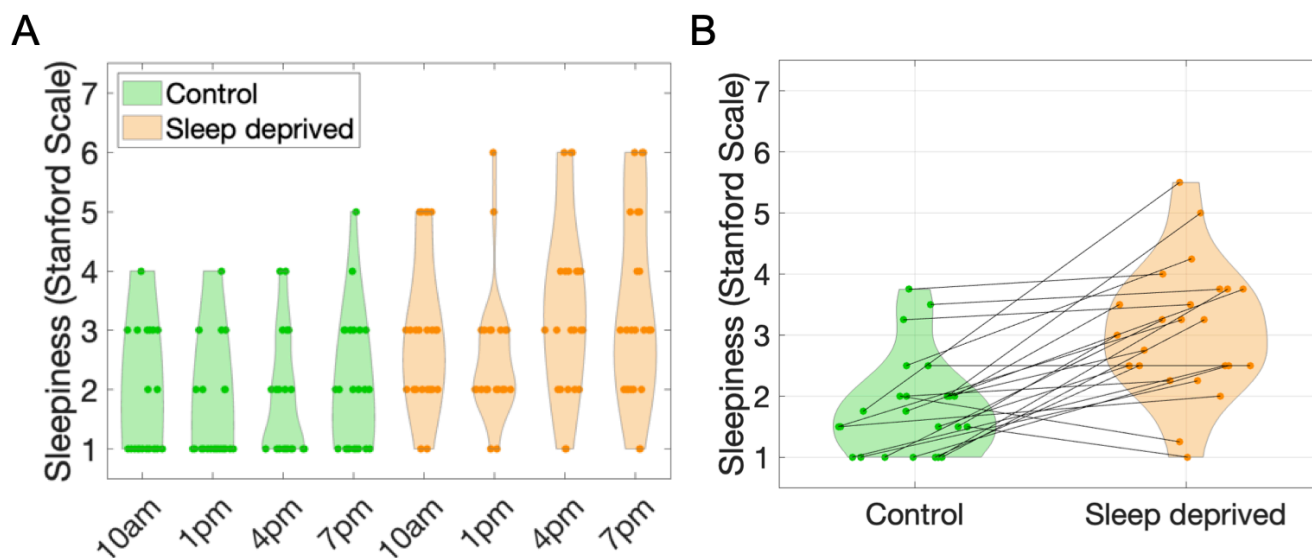 A
Sleepiness (Stanford Scale)
7
6
5
4
3
2
1
Control
Sleep deprived
10am
1pm
4pm
7pm
10am
1pm
4pm
7pm
B
Sleepiness (Stanford Scale)
7
6
5
4
3
2
1
Control
Sleep deprived